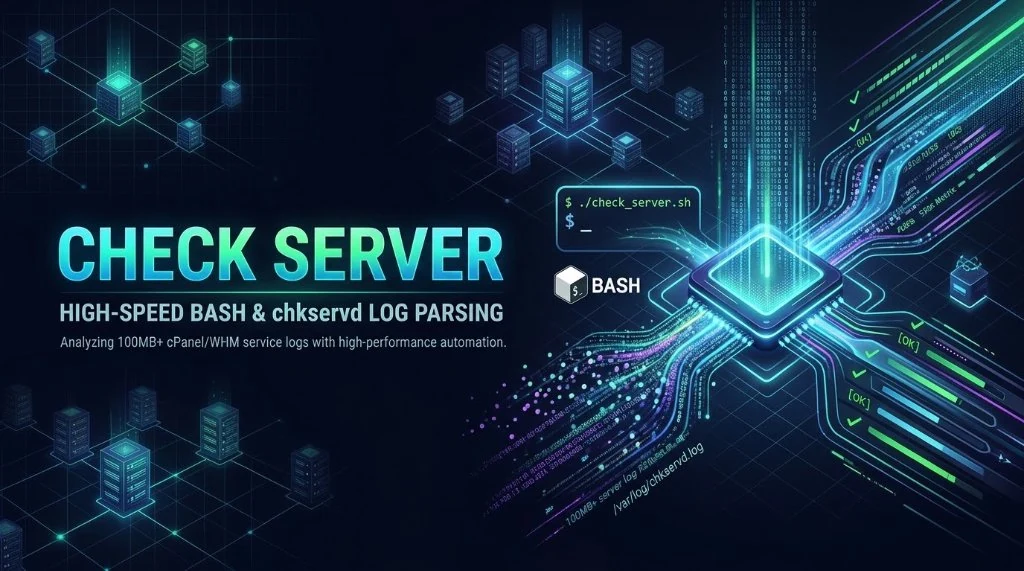 CHECK SERVER
HIGH-SPEED BASH & chkservd LOG PARSING
Analyzing 100MB+ cPanel/WHM service logs with high-performance automation.
$ ./check_server.sh
$ _
$_
BASH
[OK]
[OK]
[OK]
100MB+ server log
/var/log/chkservd.log